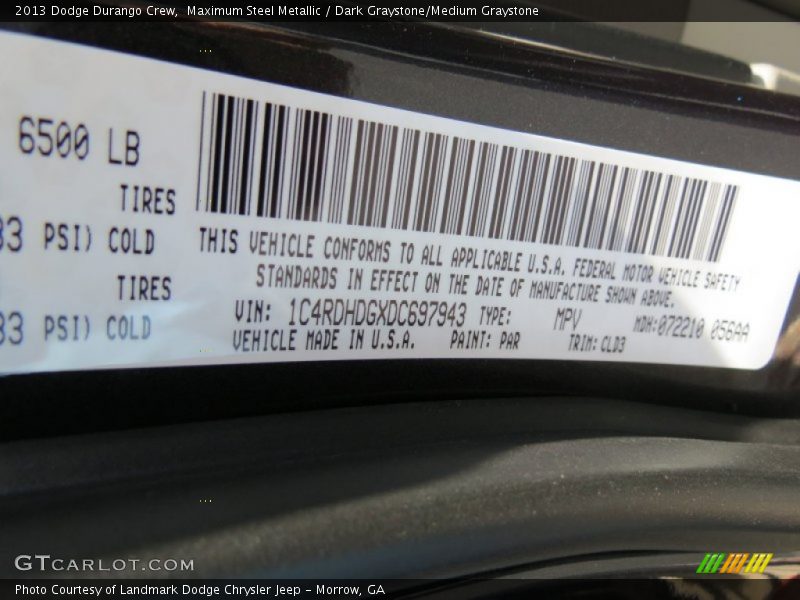 2013 Dodge Durango Crew,  Maximum Steel Metallic / Dark Graystone/Medium Graystone
6500 LB
TIRES
33 PSI) COLD
TIRES
33 PSI) COLD
THIS VEHICLE CONFORMS TO ALL APPLICABLE U.S.A. FEDERAL MOTOR VEHICLE SAFETY
STANDARDS IN EFFECT ON THE DATE OF MANUFACTURE SHOWN ABOVE.
VIN: 1C4RDHDGXDC697943 TYPE: MPV MDH:072210 056AA
VEHICLE MADE IN U.S.A. PAINT: PAR TRIM: CLD3
GTCARLOT.COM
Photo Courtesy of Landmark Dodge Chrysler Jeep - Morrow, GA